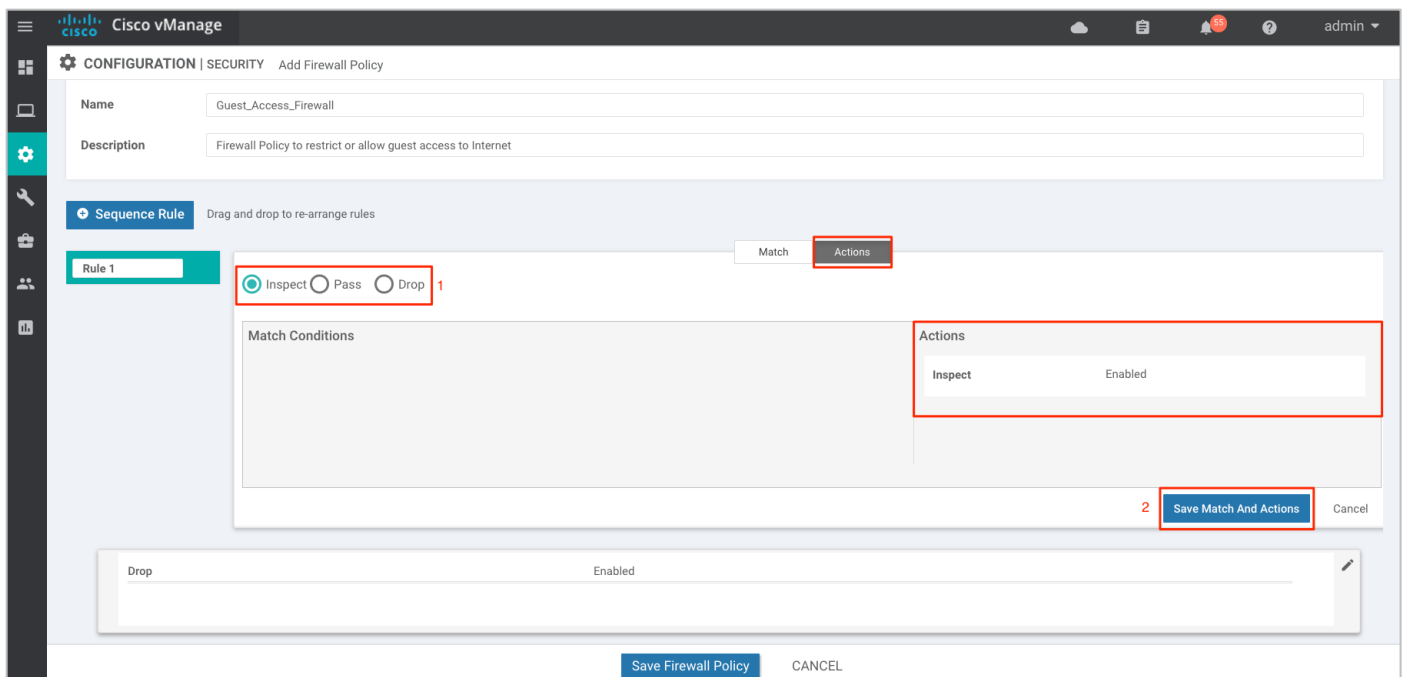 cisco Cisco vManage 55 admin
CONFIGURATION | SECURITY Add Firewall Policy
Name Guest_Access_Firewall
Description Firewall Policy to restrict or allow guest access to Internet
Sequence Rule Drag and drop to re-arrange rules
Match Actions
Rule 1
Inspect Pass Drop 1
Match Conditions Actions
Inspect Enabled
2 Save Match And Actions Cancel
Drop Enabled
Save Firewall Policy CANCEL